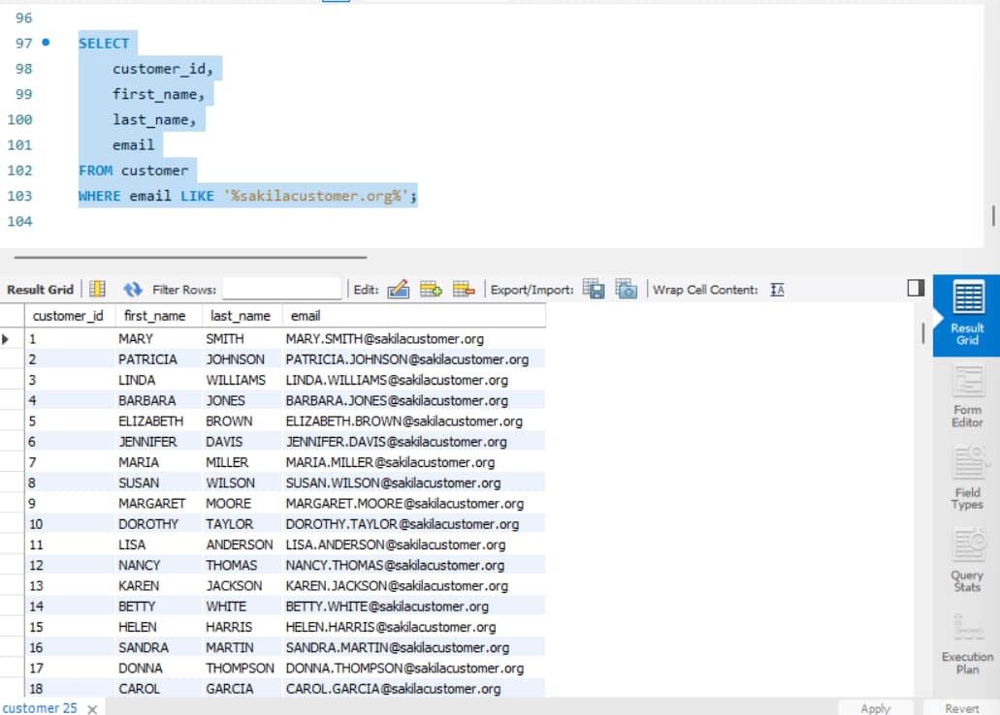 96
97 SELECT
98 customer_id,
99 first_name,
100 last_name,
101 email
102 FROM customer
103 WHERE email LIKE '%sakilacustomer.org%';
104
Result Grid Filter Rows: Edit: Export/Import: Wrap Cell Content: IA
customer_id first_name last_name email
1 MARY SMITH MARY.SMITH@sakilacustomer.org
2 PATRICIA JOHNSON PATRICIA.JOHNSON@sakilacustomer.org
3 LINDA WILLIAMS LINDA.WILLIAMS@sakilacustomer.org
4 BARBARA JONES BARBARA.JONES@sakilacustomer.org
5 ELIZABETH BROWN ELIZABETH.BROWN@sakilacustomer.org
6 JENNIFER DAVIS JENNIFER.DAVIS@sakilacustomer.org
7 MARIA MILLER MARIA.MILLER@sakilacustomer.org
8 SUSAN WILSON SUSAN.WILSON@sakilacustomer.org
9 MARGARET MOORE MARGARET.MOORE@sakilacustomer.org
10 DOROTHY TAYLOR DOROTHY.TAYLOR@sakilacustomer.org
11 LISA ANDERSON LISA.ANDERSON@sakilacustomer.org
12 NANCY THOMAS NANCY.THOMAS@sakilacustomer.org
13 KAREN JACKSON KAREN.JACKSON@sakilacustomer.org
14 BETTY WHITE BETTY.WHITE@sakilacustomer.org
15 HELEN HARRIS HELEN.HARRIS@sakilacustomer.org
16 SANDRA MARTIN SANDRA.MARTIN@sakilacustomer.org
17 DONNA THOMPSON DONNA.THOMPSON@sakilacustomer.org
18 CAROL GARCIA CAROL.GARCIA@sakilacustomer.org
Result
Grid
Form
Editor
Field
Types
Query
Stats
Execution
Plan
customer 25
Apply Revert